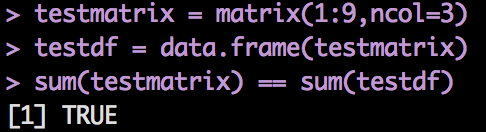 > testmatrix = matrix(1:9,ncol=3)
> testdf = data.frame(testmatrix)
> sum(testmatrix) == sum(testdf)
[1] TRUE